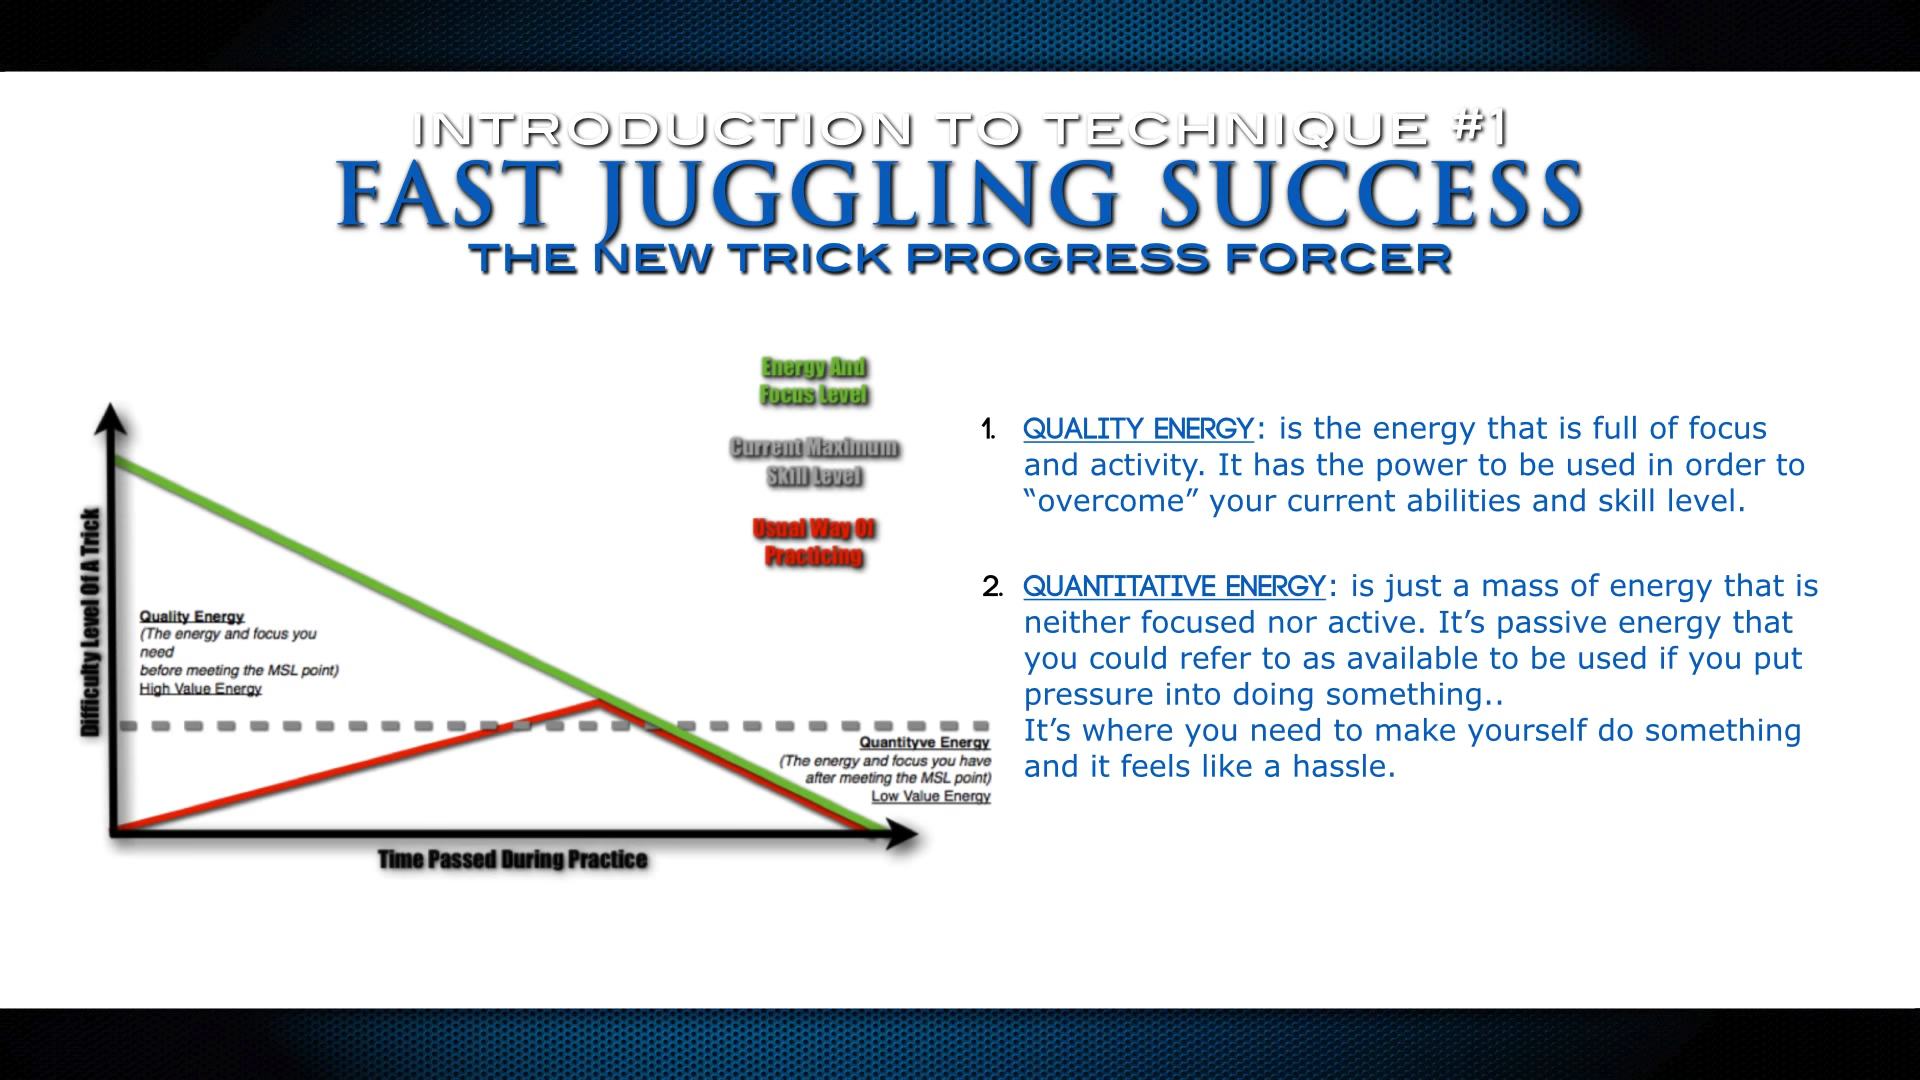 INTRODUCTION TO TECHNIQUE #1
FAST JUGGLING SUCCESS
THE NEW TRICK PROGRESS FORCER
Energy And
Focus Level
Current Maximum
Skill Level
Usual Way Of
Practicing
Difficulty Level Of A Trick
Quality Energy
(The energy and focus you
need
before meeting the MSL point)
High Value Energy
Quantityve Energy
(The energy and focus you have
after meeting the MSL point)
Low Value Energy
Time Passed During Practice
1. QUALITY ENERGY: is the energy that is full of focus
and activity. It has the power to be used in order to
“overcome” your current abilities and skill level.
2. QUANTITATIVE ENERGY: is just a mass of energy that is
neither focused nor active. It’s passive energy that
you could refer to as available to be used if you put
pressure into doing something..
It’s where you need to make yourself do something
and it feels like a hassle.